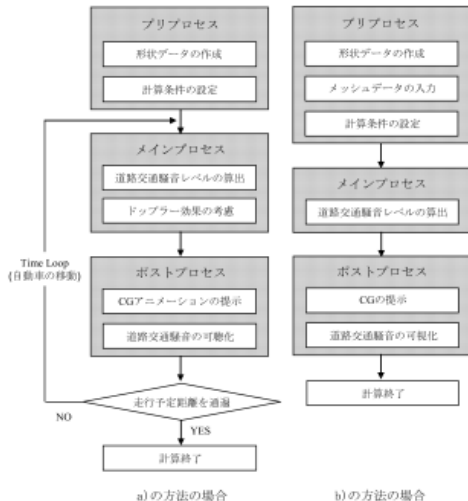 プリプロセス
形状データの作成
計算条件の設定
メインプロセス
道路交通騒音レベルの算出
ドップラー効果の考慮
Time Loop
(自動車の移動)
ポストプロセス
CGアニメーションの提示
道路交通騒音の可聴化
走行予定距離を通過
NO
YES
計算終了
a)の方法の場合
プリプロセス
形状データの作成
メッシュデータの入力
計算条件の設定
メインプロセス
道路交通騒音レベルの算出
ポストプロセス
CGの提示
道路交通騒音の可視化
計算終了
b)の方法の場合